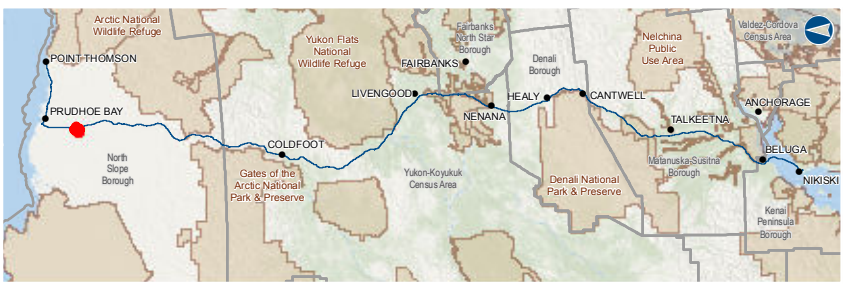 Arctic National
Wildlife Refuge
POINT THOMSON
PRUDHOE BAY
North
Slope
Borough
COLDFOOT
Gates of the
Arctic National
Park & Preserve
Yukon Flats
National
Wildlife Refuge
LIVENGOOD
Yukon-Koyukuk
Census Area
Fairbanks
North Star
Borough
FAIRBANKS
NENANA
Denali
Borough
HEALY
CANTWELL
Denali National
Park & Preserve
Nelchina
Public
Use Area
TALKEETNA
Matanuska-Susitna
Borough
Valdez-Cordova
Census Area
ANCHORAGE
BELUGA
NIKISKI
Kenai
Peninsula
Borough